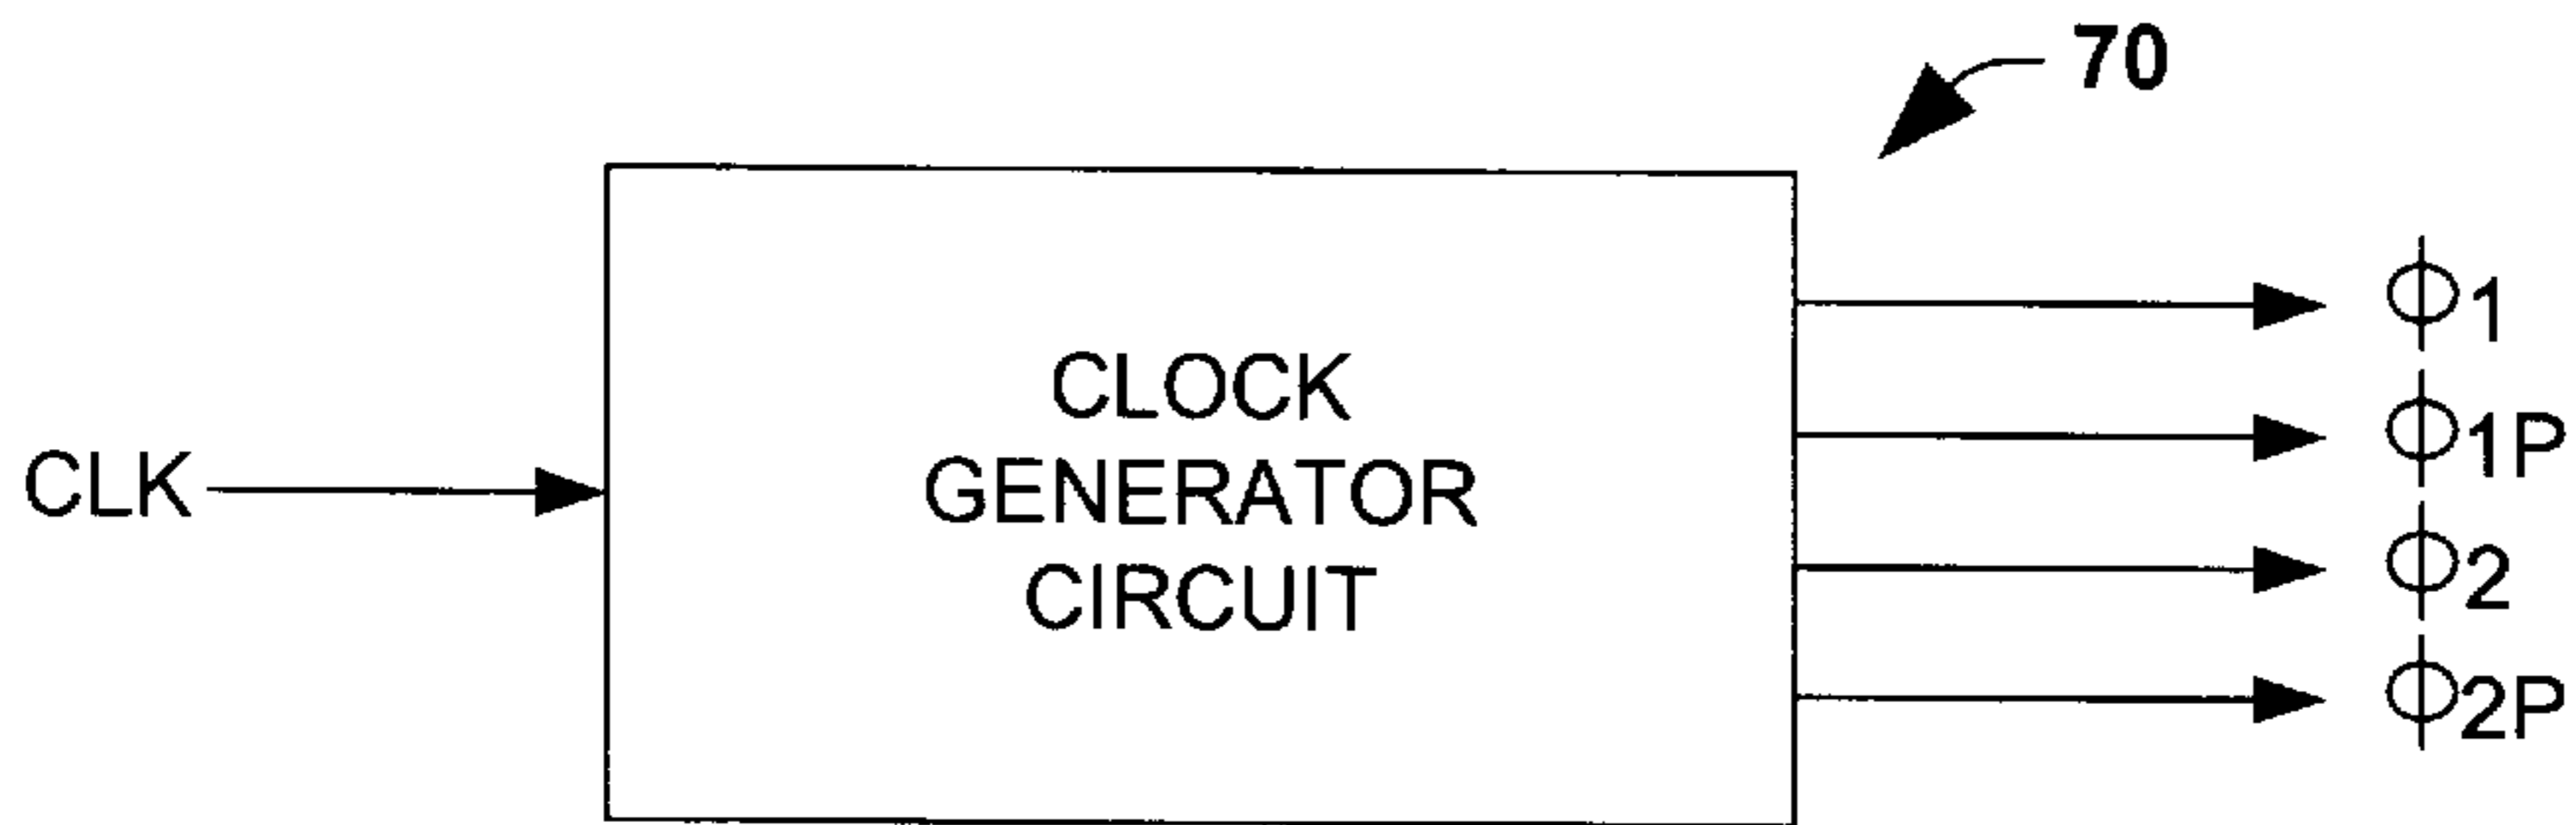 70
CLOCK
GENERATOR
CIRCUIT
CLK
ϕ1
ϕ1P
ϕ2
ϕ2P